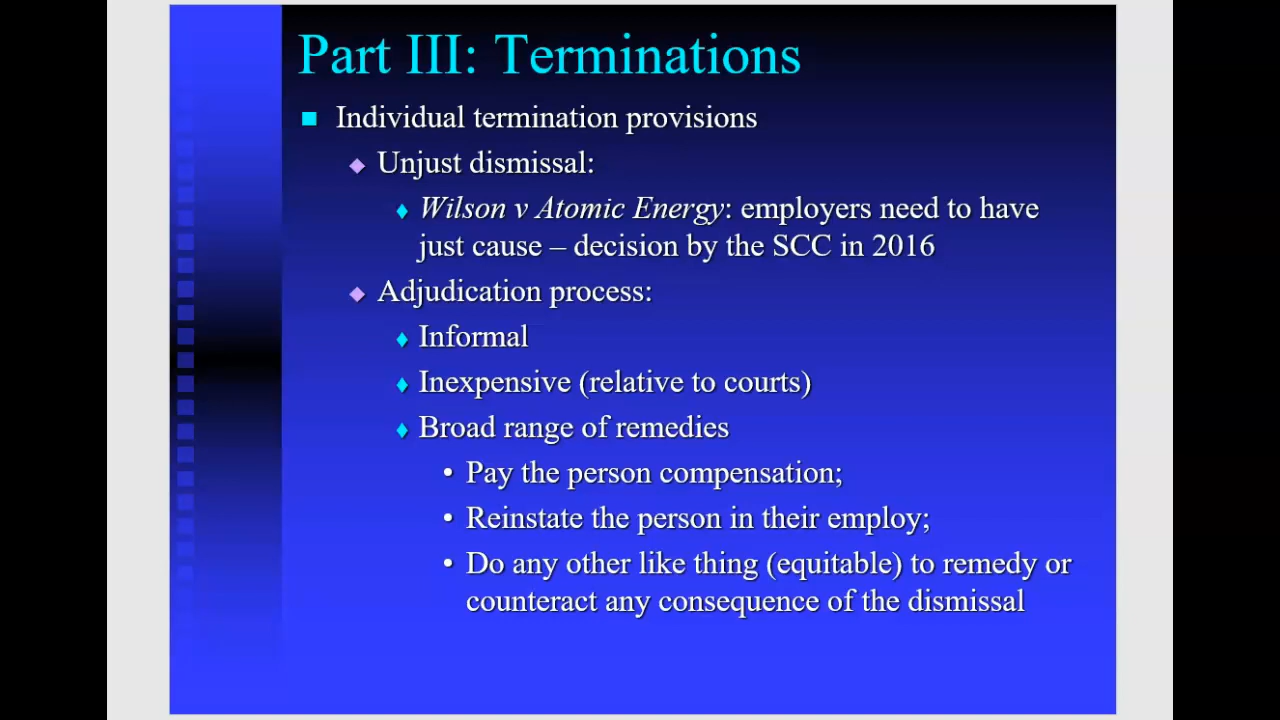 Part III: Terminations
Individual termination provisions
Unjust dismissal:
Wilson v Atomic Energy: employers need to have
just cause – decision by the SCC in 2016
Adjudication process:
Informal
Inexpensive (relative to courts)
Broad range of remedies
• Pay the person compensation;
• Reinstate the person in their employ;
• Do any other like thing (equitable) to remedy or
counteract any consequence of the dismissal